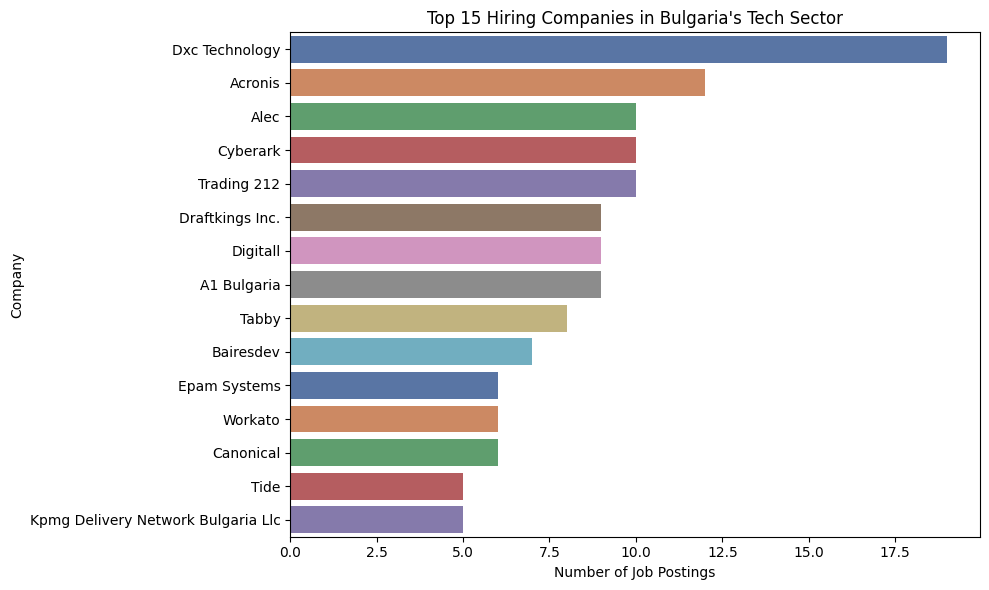 Top 15 Hiring Companies in Bulgaria's Tech Sector
Company
Dxc Technology
Acronis
Alec
Cyberark
Trading 212
Draftkings Inc.
Digitall
A1 Bulgaria
Tabby
Bairesdev
Epam Systems
Workato
Canonical
Tide
Kpmg Delivery Network Bulgaria Llc
0.0 2.5 5.0 7.5 10.0 12.5 15.0 17.5
Number of Job Postings